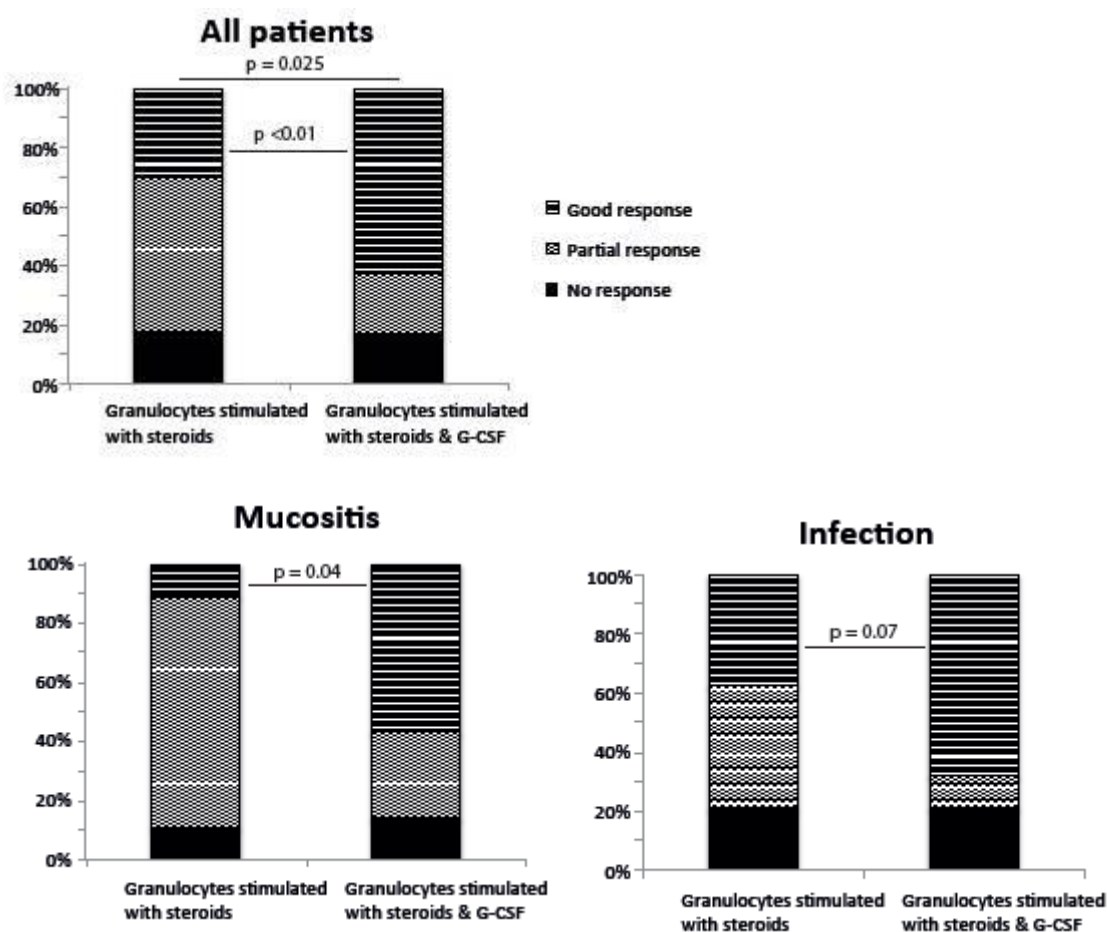 All patients
p = 0.025
100%
p <0.01
80%
60%
40%
20%
0%
Granulocytes stimulated
with steroids
Granulocytes stimulated
with steroids & G-CSF
Good response
Partial response
No response
Mucositis
100%
p = 0.04
80%
60%
40%
20%
0%
Granulocytes stimulated
with steroids
Granulocytes stimulated
with steroids & G-CSF
Infection
100%
80%
p = 0.07
60%
40%
20%
0%
Granulocytes stimulated
with steroids
Granulocytes stimulated
with steroids & G-CSF